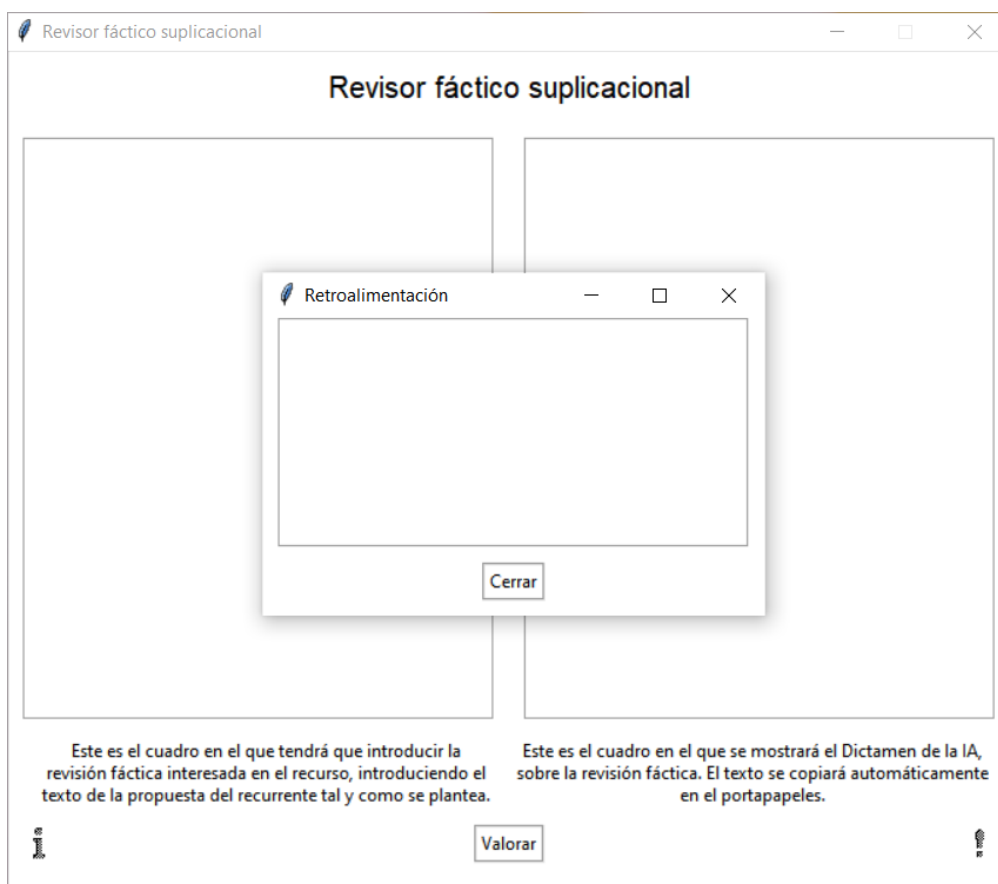 Revisor fáctico suplicacional
Revisor fáctico suplicacional
Retroalimentación
Cerrar
Este es el cuadro en el que tendrá que introducir la
revisión fáctica interesada en el recurso, introduciendo el
texto de la propuesta del recurrente tal y como se plantea.
Este es el cuadro en el que se mostrará el Dictamen de la IA,
sobre la revisión fáctica. El texto se copiará automáticamente
en el portapapeles.
i
Valorar
!